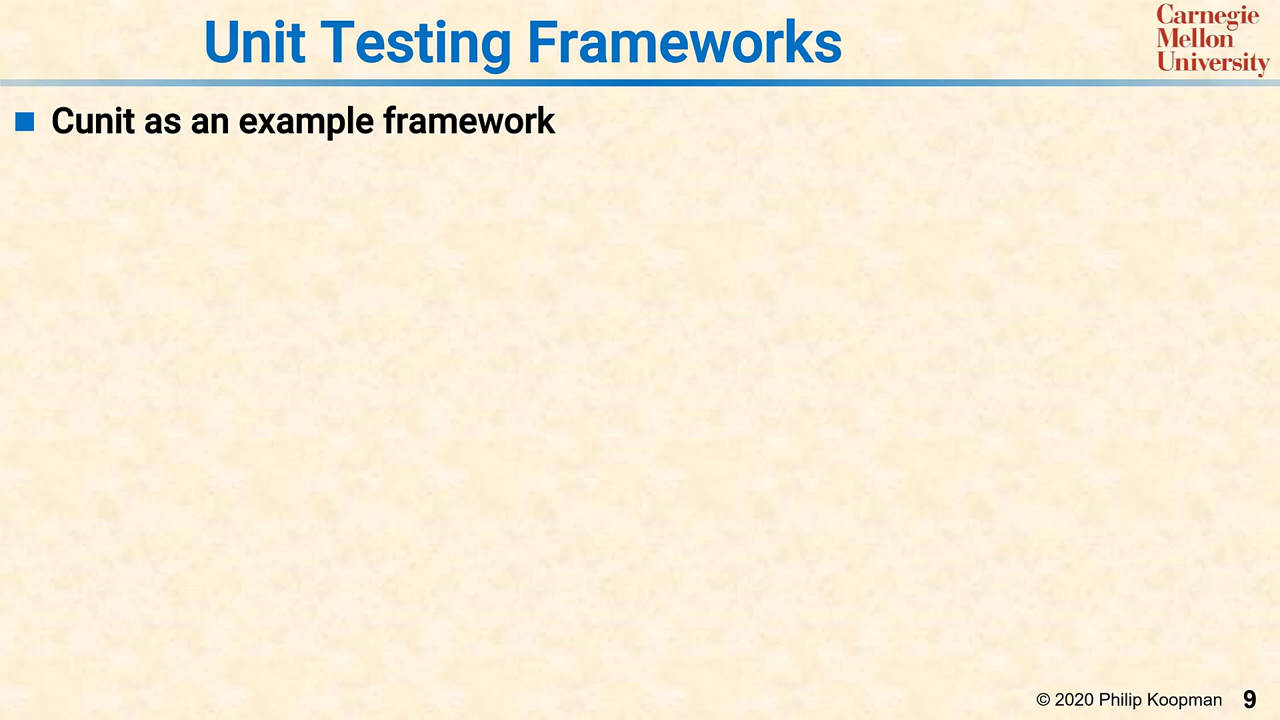 Unit Testing Frameworks
Carnegie
Mellon
University
Cunit as an example framework
© 2020 Philip Koopman 9